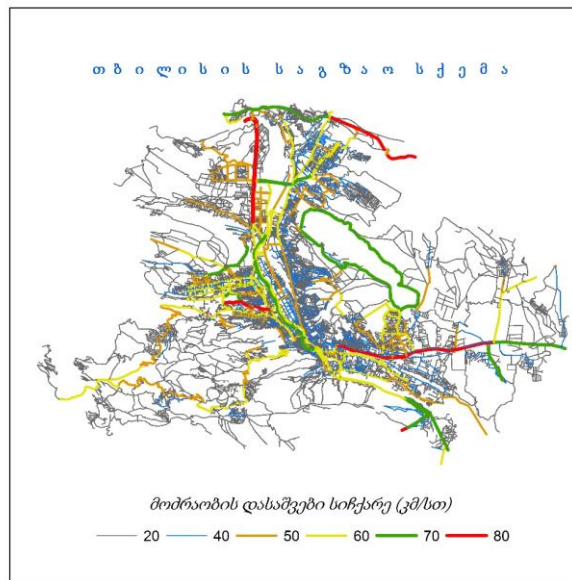 თბილისის საგზაო სქემა
მოძრაობის დასაშვები სიჩქარე (კმ/სთ)
20 40 50 60 70 80